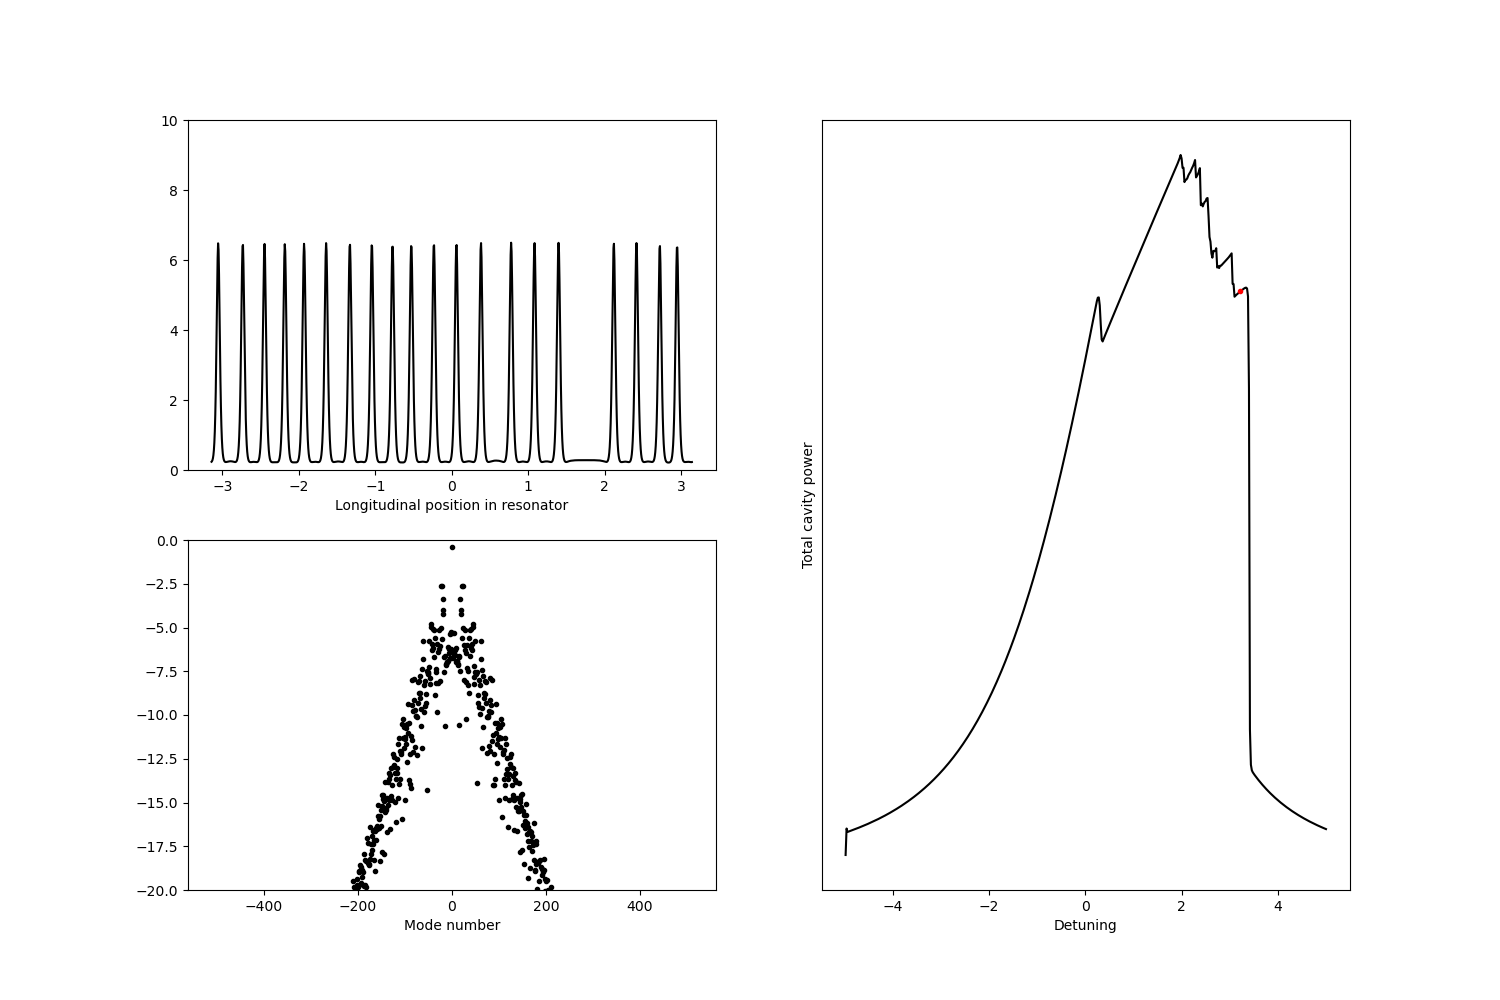 10
8
6
4
2
0
−3 −2 −1 0 1 2 3
Longitudinal position in resonator
0.0
−2.5
−5.0
−7.5
−10.0
−12.5
−15.0
−17.5
−20.0
−400 −200 0 200 400
Mode number
Total cavity power
−4 −2 0 2 4
Detuning